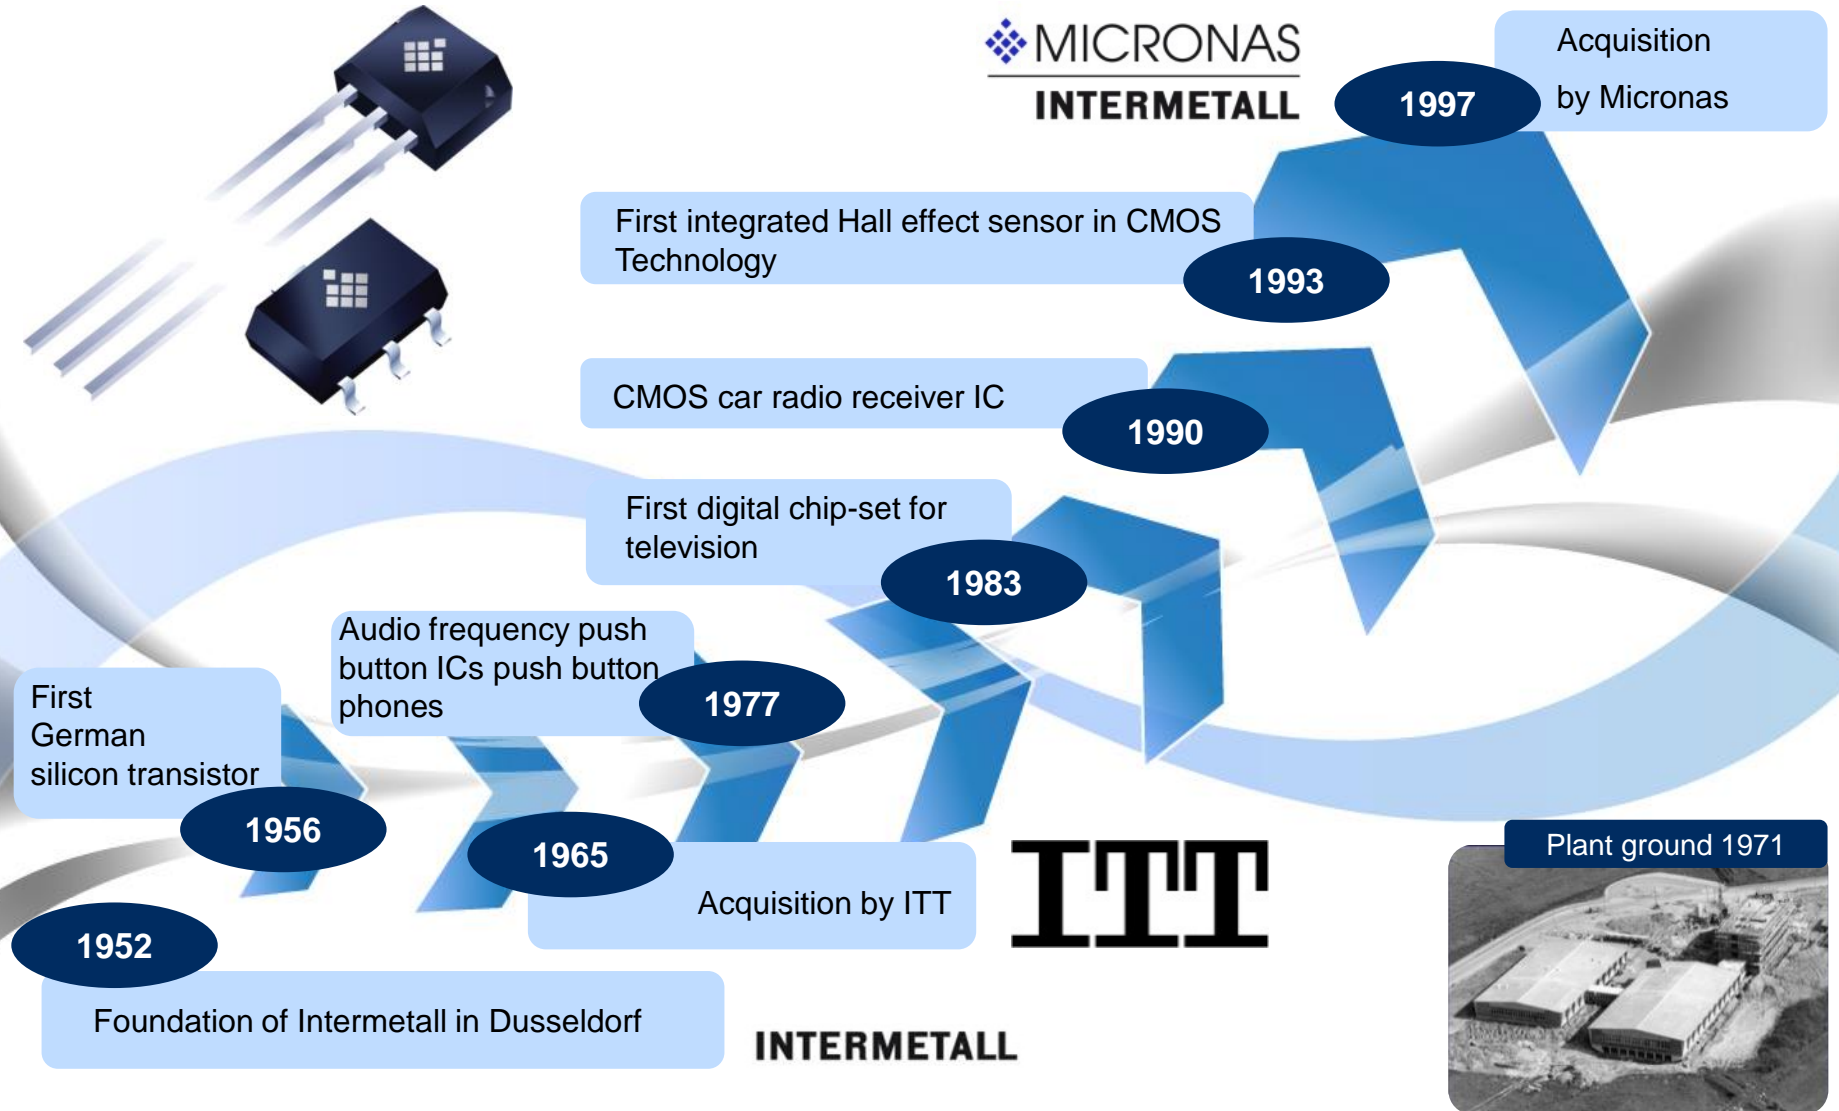 MICRONAS
INTERMETALL
Acquisition
by Micronas
1997
First integrated Hall effect sensor in CMOS
Technology
1993
CMOS car radio receiver IC
1990
First digital chip-set for
television
1983
Audio frequency push
button ICs push button
phones
1977
First
German
silicon transistor
1956
1965
Acquisition by ITT
ITT
Plant ground 1971
1952
Foundation of Intermetall in Dusseldorf
INTERMETALL